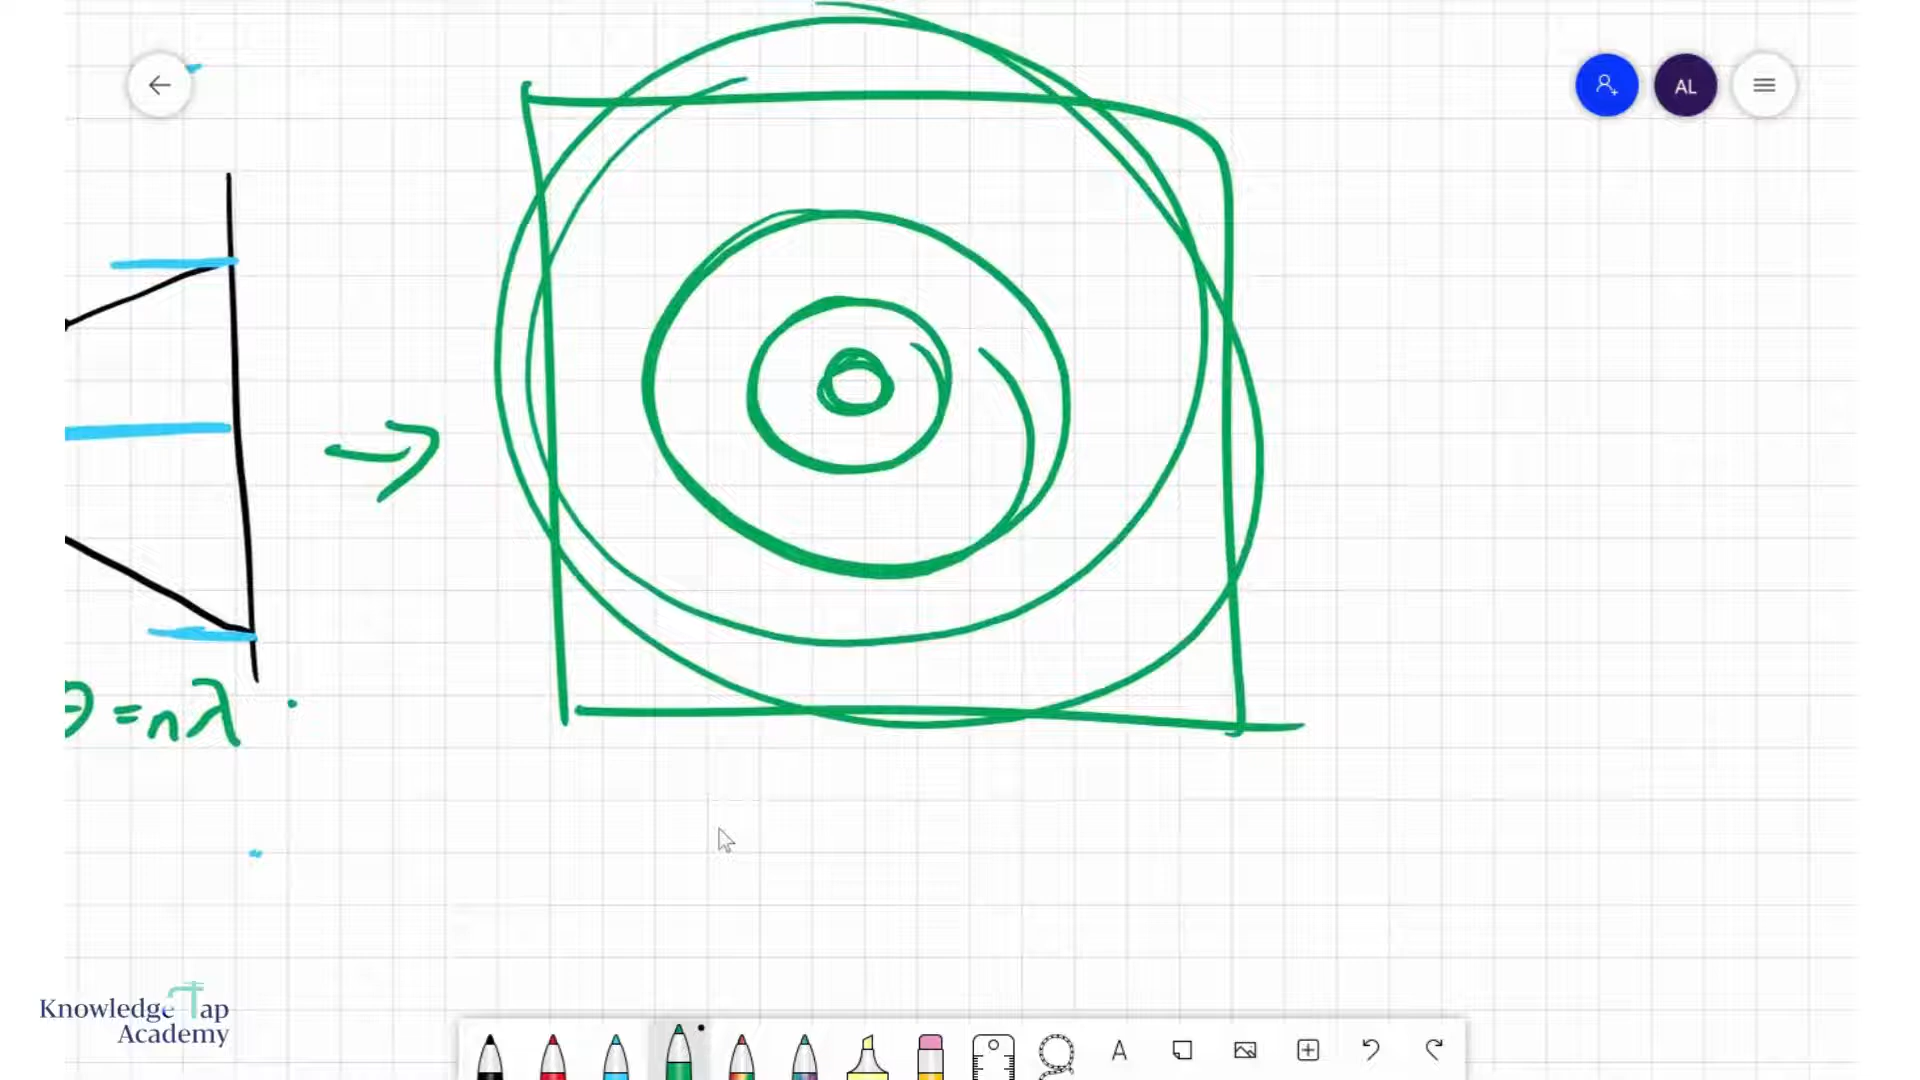 AL
θ = nλ
Knowledge Tap
Academy
A